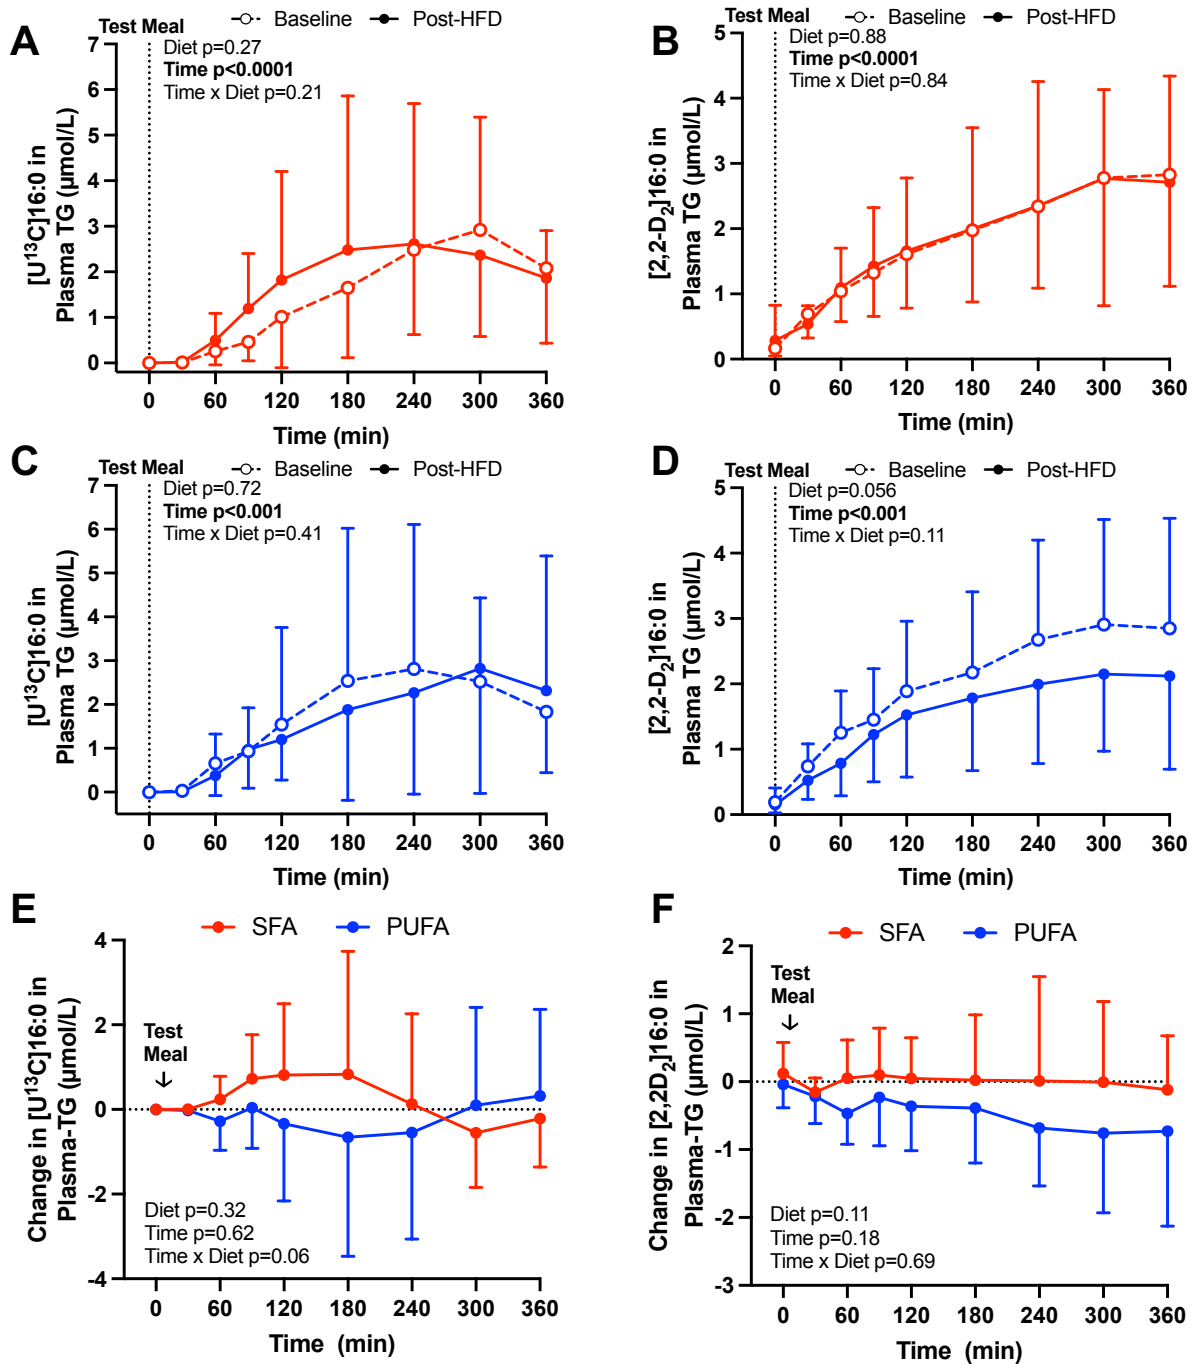 A
Test Meal
Baseline
Post-HFD
Diet p=0.27
Time p<0.0001
Time x Diet p=0.21
[U¹³C]16:0 in
Plasma TG (µmol/L)
7
6
5
4
3
2
1
0
0 60 120 180 240 300 360
Time (min)
B
Test Meal
Baseline
Post-HFD
Diet p=0.88
Time p<0.0001
Time x Diet p=0.84
[2,2-D₂]16:0 in
Plasma TG (µmol/L)
5
4
3
2
1
0
0 60 120 180 240 300 360
Time (min)
C
Test Meal
Baseline
Post-HFD
Diet p=0.72
Time p<0.001
Time x Diet p=0.41
[U¹³C]16:0 in
Plasma TG (µmol/L)
7
6
5
4
3
2
1
0
0 60 120 180 240 300 360
Time (min)
D
Test Meal
Baseline
Post-HFD
Diet p=0.056
Time p<0.001
Time x Diet p=0.11
[2,2-D₂]16:0 in
Plasma TG (µmol/L)
5
4
3
2
1
0
0 60 120 180 240 300 360
Time (min)
E
SFA
PUFA
Test
Meal
Change in [U¹³C]16:0 in
Plasma-TG (µmol/L)
4
2
0
-2
-4
Diet p=0.32
Time p=0.62
Time x Diet p=0.06
0 60 120 180 240 300 360
Time (min)
F
SFA
PUFA
Test
Meal
Change in [2,2D₂]16:0 in
Plasma-TG (µmol/L)
2
1
0
-1
-2
-3
Diet p=0.11
Time p=0.18
Time x Diet p=0.69
0 60 120 180 240 300 360
Time (min)